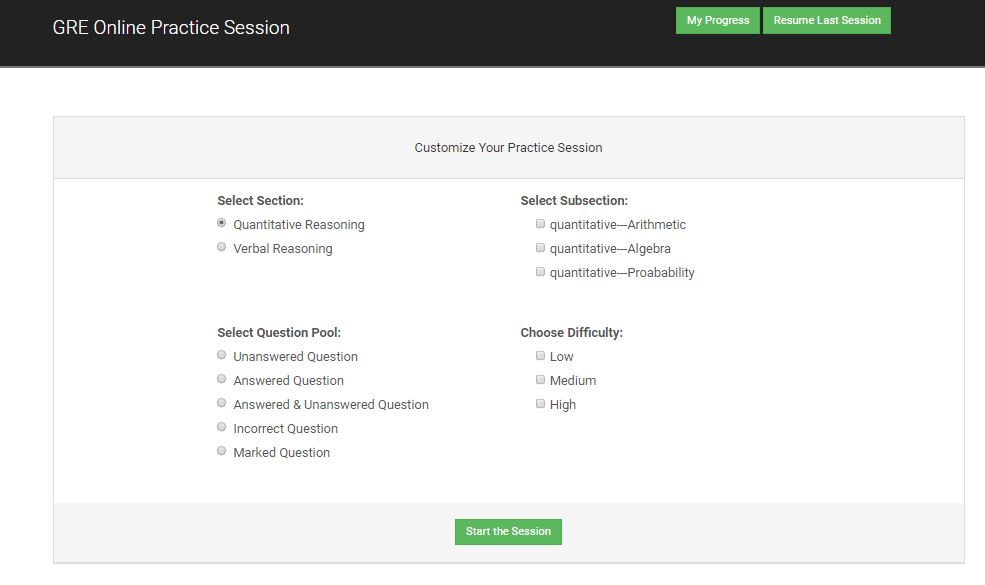 GRE Online Practice Session
My Progress
Resume Last Session
Customize Your Practice Session
Select Section:
Quantitative Reasoning
Verbal Reasoning
Select Subsection:
quantitative---Arithmetic
quantitative---Algebra
quantitative---Proabability
Select Question Pool:
Unanswered Question
Answered Question
Answered & Unanswered Question
Incorrect Question
Marked Question
Choose Difficulty:
Low
Medium
High
Start the Session